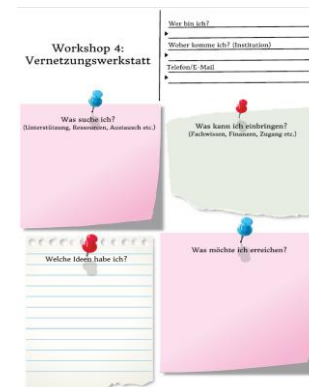 Workshop 4:
Vernetzungswerkstatt
Wer bin ich?
Woher komme ich? (Institution)
Telefon/E-Mail
Was suche ich?
(Unterstützung, Ressourcen, Austausch etc.)
Was kann ich einbringen?
(Fachwissen, Finanzen, Zugang etc.)
Welche Ideen habe ich?
Was möchte ich erreichen?